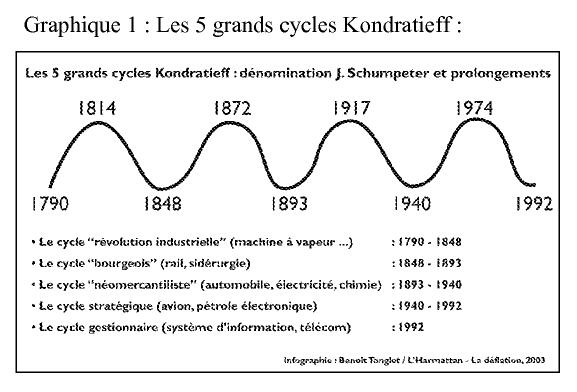 Graphique 1 : Les 5 grands cycles Kondratieff :
Les 5 grands cycles Kondratieff : dénomination J. Schumpeter et prolongements
1814 1872 1917 1974
1790 1848 1893 1940 1992
• Le cycle "révolution industrielle" (machine à vapeur ...) : 1790 - 1848
• Le cycle "bourgeois" (rail, sidérurgie) : 1848 - 1893
• Le cycle "néomercantiliste" (automobile, électricité, chimie) : 1893 - 1940
• Le cycle stratégique (avion, pétrole électronique) : 1940 - 1992
• Le cycle gestionnaire (système d'information, télécom) : 1992
Infographie : Benoît Tonglet / L'Harmattan - La déflation, 2003